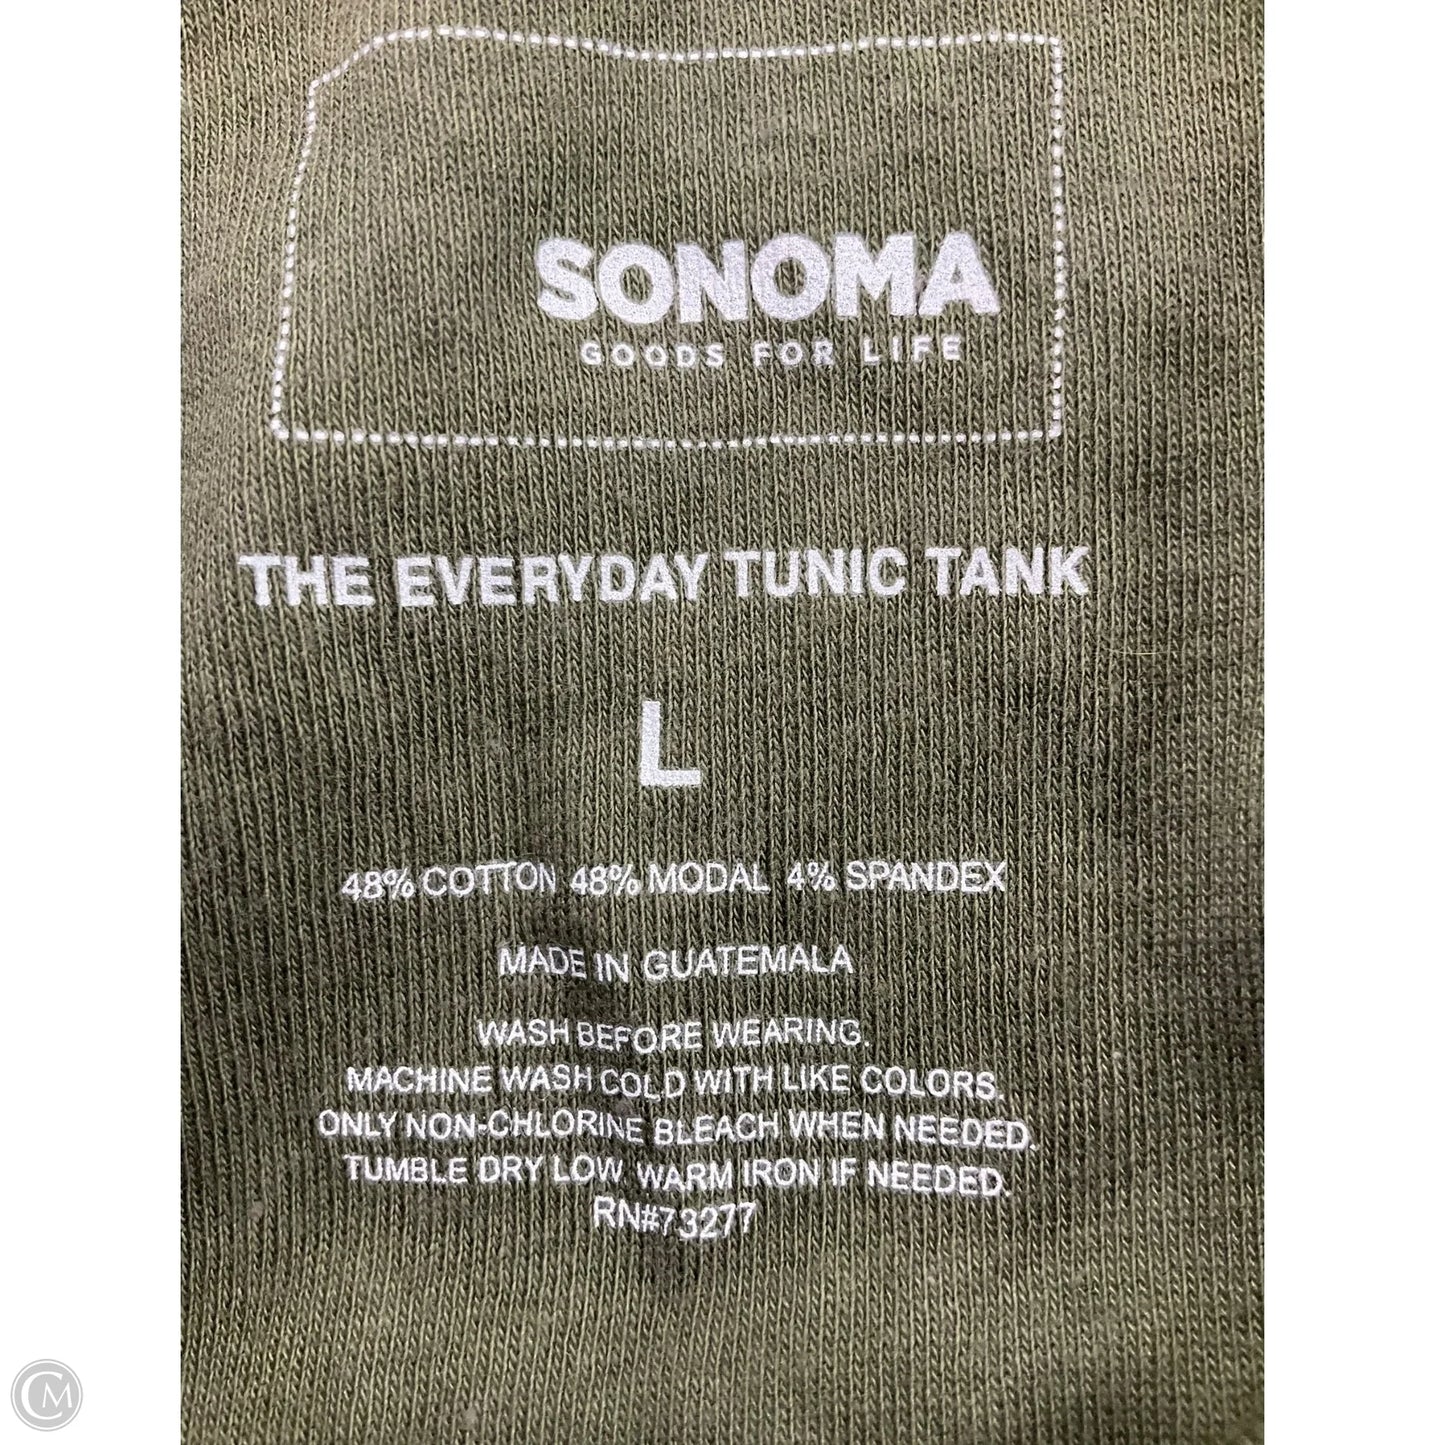 SONOMA
GOODS FOR LIFE
THE EVERYDAY TUNIC TANK
L
48% COTTON 48% MODAL 4% SPANDEX
MADE IN GUATEMALA
WASH BEFORE WEARING.
MACHINE WASH COLD WITH LIKE COLORS.
ONLY NON-CHLORINE BLEACH WHEN NEEDED.
TUMBLE DRY LOW. WARM IRON IF NEEDED.
RN#73277
CM